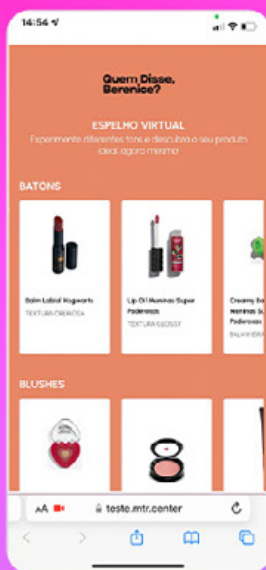 14:54
Quem Disse,
Berenice?
ESPELHO VIRTUAL
Experimente diferentes tons e descubra o seu produto
ideal agora mesmo
BATONS
Balm Labial Hogwarts
TEXTURA CREMOSA
Lip Oil Meninas Super
Poderosas
TEXTURA GLOSSY
Creamy Ba
Meninas Su
Poderosas
BLUSHES
AA
teste.mtr.center